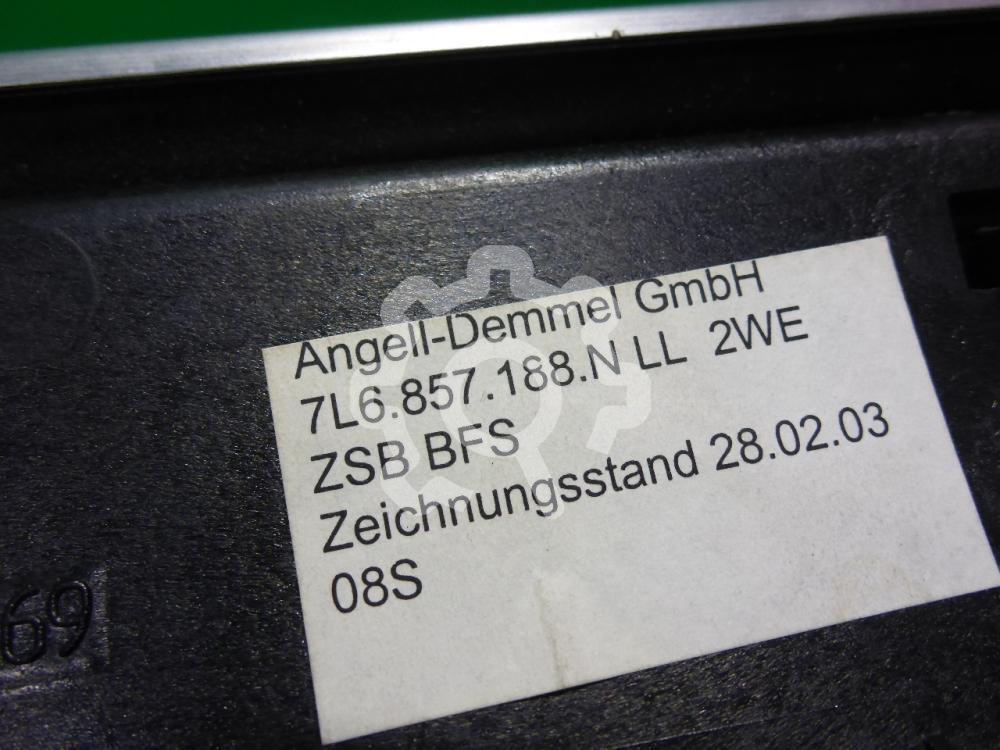 Angell-Demmel GmbH
7L6.857.188.N LL 2WE
ZSB BFS
Zeichnungsstand 28.02.03
08S
69